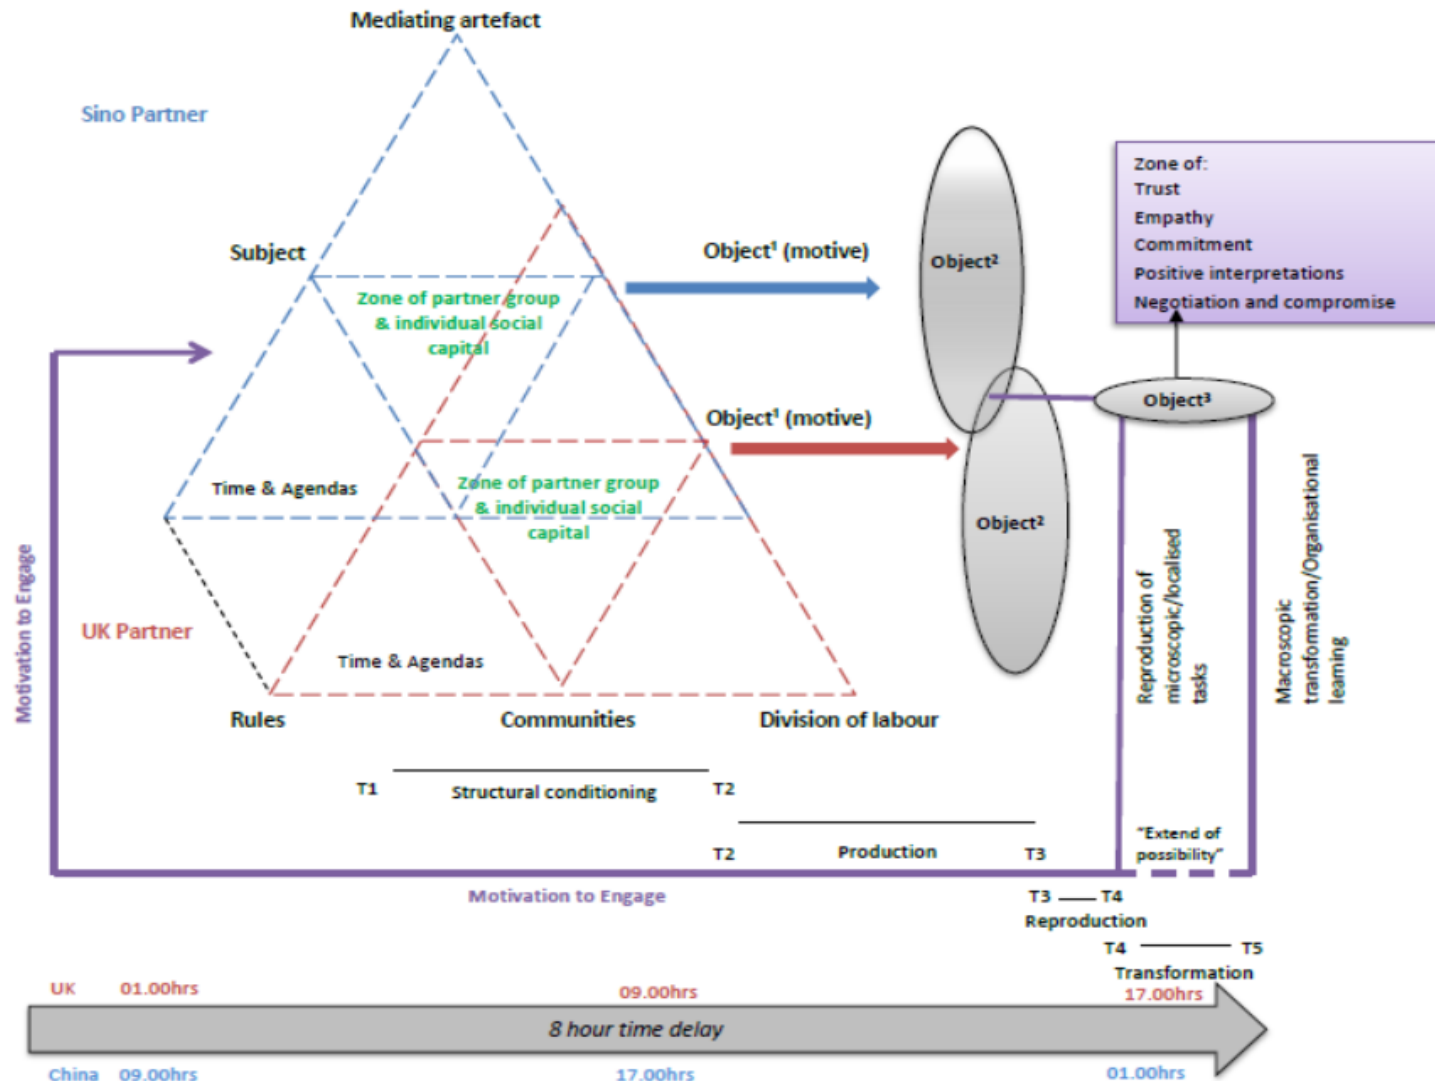 Mediating artefact
Sino Partner
Zone of:
Trust
Empathy
Commitment
Positive interpretations
Negotiation and compromise
Subject
Object¹ (motive)
Object²
Zone of partner group
& individual social
capital
Object³
Object¹ (motive)
Time & Agendas
Zone of partner group
& individual social
capital
Object²
Reproduction of
microscopic/localised
tasks
Macroscopic
transformation/Organisational
learning
Motivation to Engage
UK Partner
Time & Agendas
Rules
Communities
Division of labour
T1
Structural conditioning
T2
T2
Production
T3
"Extend of
possibility"
Motivation to Engage
T3
T4
Reproduction
T4
T5
Transformation
UK 01.00hrs
09.00hrs
17.00hrs
8 hour time delay
China 09.00hrs
17.00hrs
01.00hrs